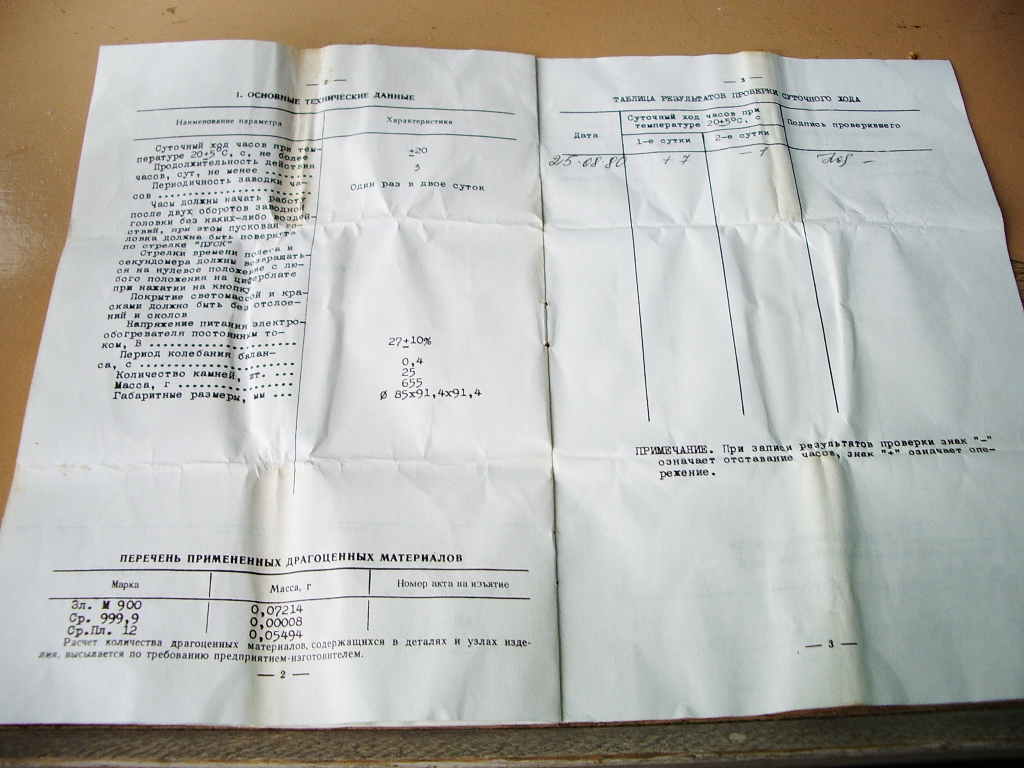 — 2 —
1. ОСНОВНЫЕ ТЕХНИЧЕСКИЕ ДАННЫЕ
Наименование параметра Характеристика
Суточный ход часов при тем-
пературе 20±5°С, с, не более ±20
Продолжительность действия
часов, сут, не менее ........ 3
Периодичность заводки ча-
сов .................... Один раз в двое суток
Часы должны начать работу
после двух оборотов заводной
головки без каких-либо воздей-
ствий, при этом пусковая го-
ловка должна быть повернута
по стрелке "ПУСК"
Стрелки времени полета и
секундомера должны возвращать-
ся на нулевое положение с лю-
бого положения на циферблате
при нажатии на кнопку
Покрытие светомассой и кра-
сками должно быть без отслое-
ний и сколов
Напряжение питания электро-
обогревателя постоянным то-
ком, В .................... 27±10%
Период колебания балан-
са, с .................... 0,4
Количество камней, шт. ... 25
Масса, г ................ 655
Габаритные размеры, мм ... Ø 85х91,4х91,4
ПЕРЕЧЕНЬ ПРИМЕНЕННЫХ ДРАГОЦЕННЫХ МАТЕРИАЛОВ
Марка Масса, г Номер акта на изъятие
Зл. М 900 0,07214
Ср. 999,9 0,00008
Ср.Пл. 12 0,05494
Расчет количества драгоценных материалов, содержащихся в деталях и узлах изде-
лия, высылается по требованию предприятием-изготовителем.
— 2 —
— 3 —
ТАБЛИЦА РЕЗУЛЬТАТОВ ПРОВЕРКИ СУТОЧНОГО ХОДА
Дата Суточный ход часов при температуре 20±5°С, с Подпись проверившего
1-е сутки 2-е сутки
25.08.80 +7 -7
ПРИМЕЧАНИЕ. При записи результатов проверки знак "-"
означает отставание часов, знак "+" означает опе-
режение.
— 3 —